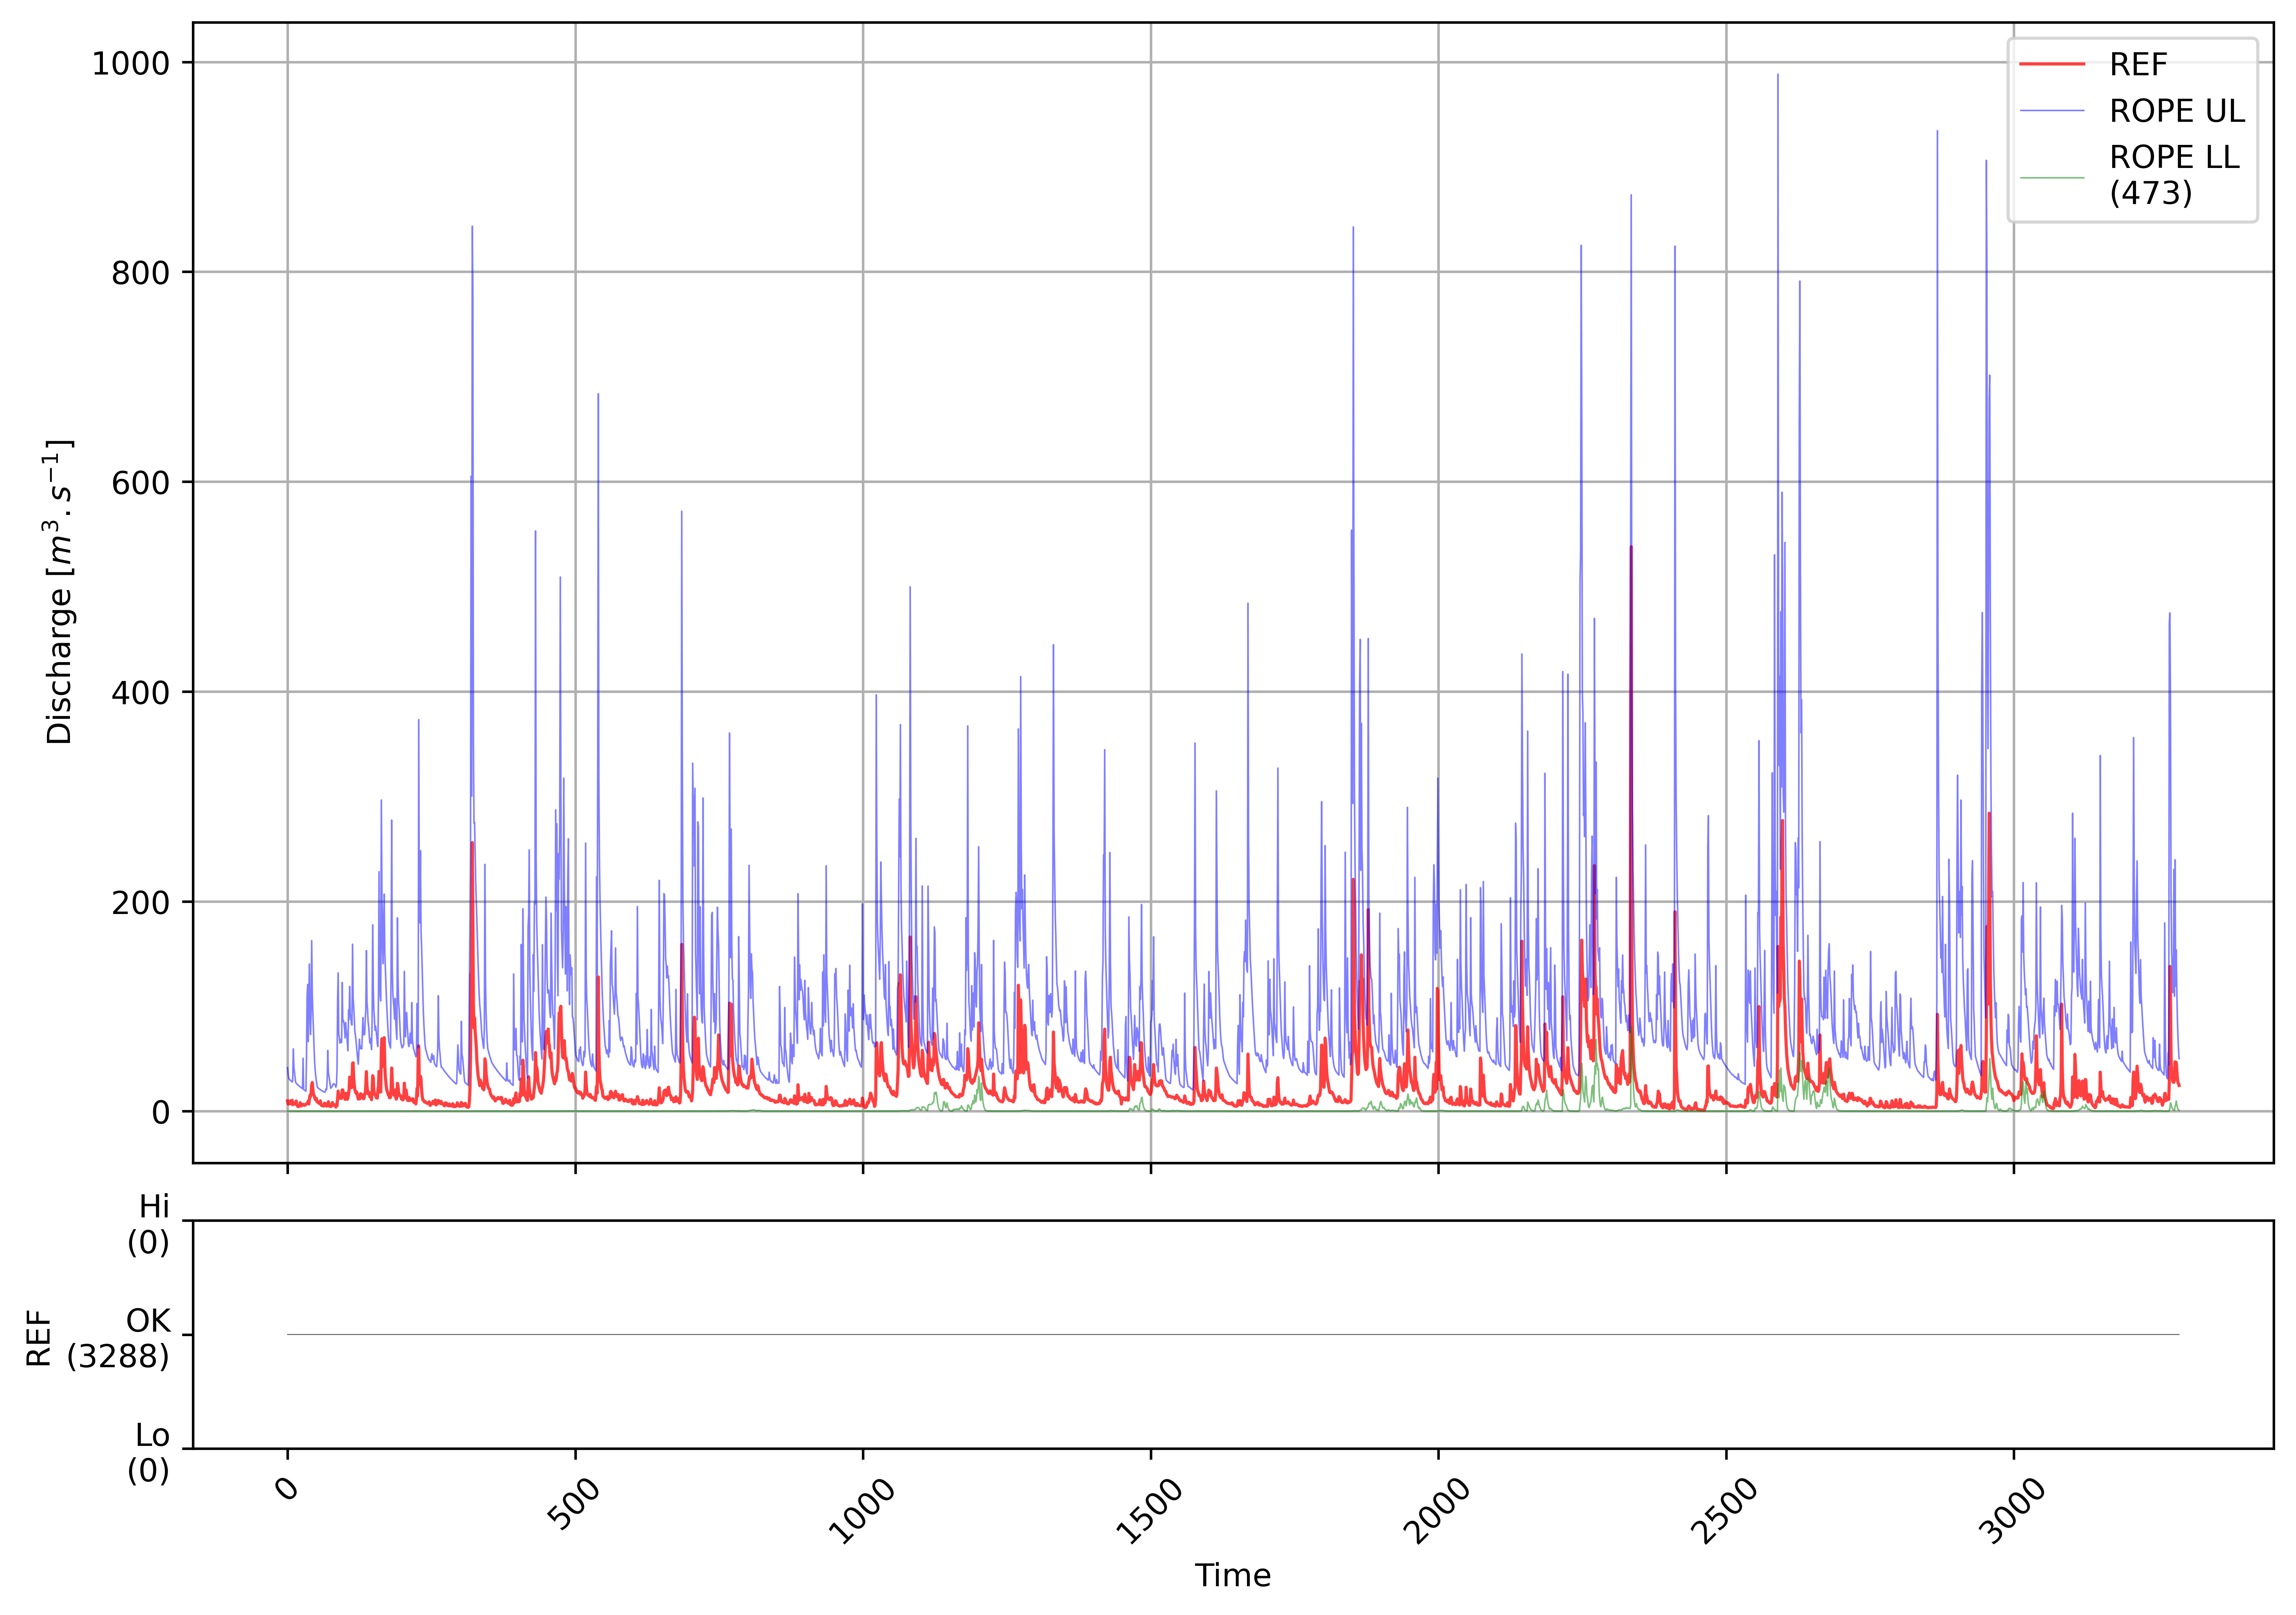 1000
800
600
400
200
0
Discharge [m³.s⁻¹]
REF
ROPE UL
ROPE LL
(473)
Hi
(0)
OK
(3288)
Lo
(0)
REF
0
500
1000
1500
2000
2500
3000
Time